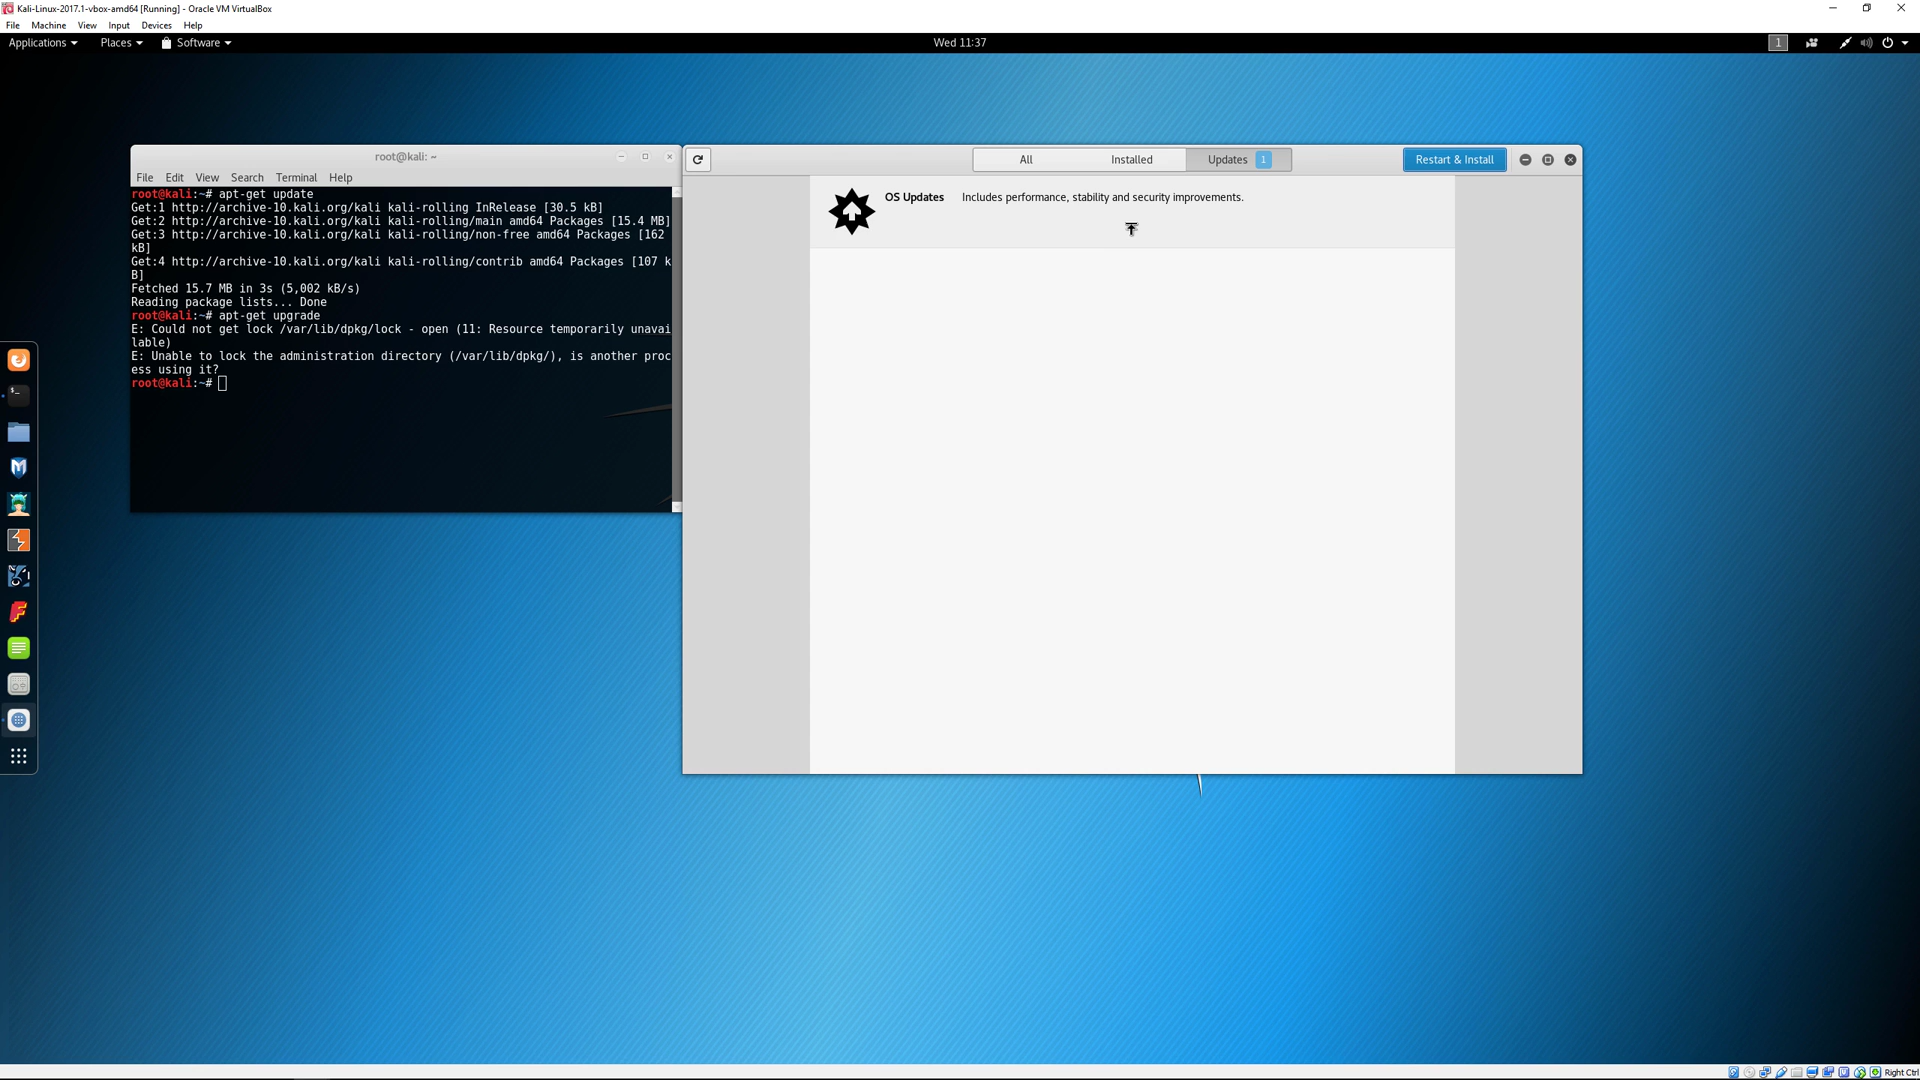 Kali-Linux-2017.1-vbox-amd64 [Running] - Oracle VM VirtualBox
File Machine View Input Devices Help
Applications Places Software Wed 11:37 1
root@kali: ~
File Edit View Search Terminal Help
root@kali:~# apt-get update
Get:1 http://archive-10.kali.org/kali kali-rolling InRelease [30.5 kB]
Get:2 http://archive-10.kali.org/kali kali-rolling/main amd64 Packages [15.4 MB]
Get:3 http://archive-10.kali.org/kali kali-rolling/non-free amd64 Packages [162
kB]
Get:4 http://archive-10.kali.org/kali kali-rolling/contrib amd64 Packages [107 k
B]
Fetched 15.7 MB in 3s (5,002 kB/s)
Reading package lists... Done
root@kali:~# apt-get upgrade
E: Could not get lock /var/lib/dpkg/lock - open (11: Resource temporarily unavai
lable)
E: Unable to lock the administration directory (/var/lib/dpkg/), is another proc
ess using it?
root@kali:~#
All Installed Updates 1 Restart & Install
OS Updates Includes performance, stability and security improvements.
Right Ctrl